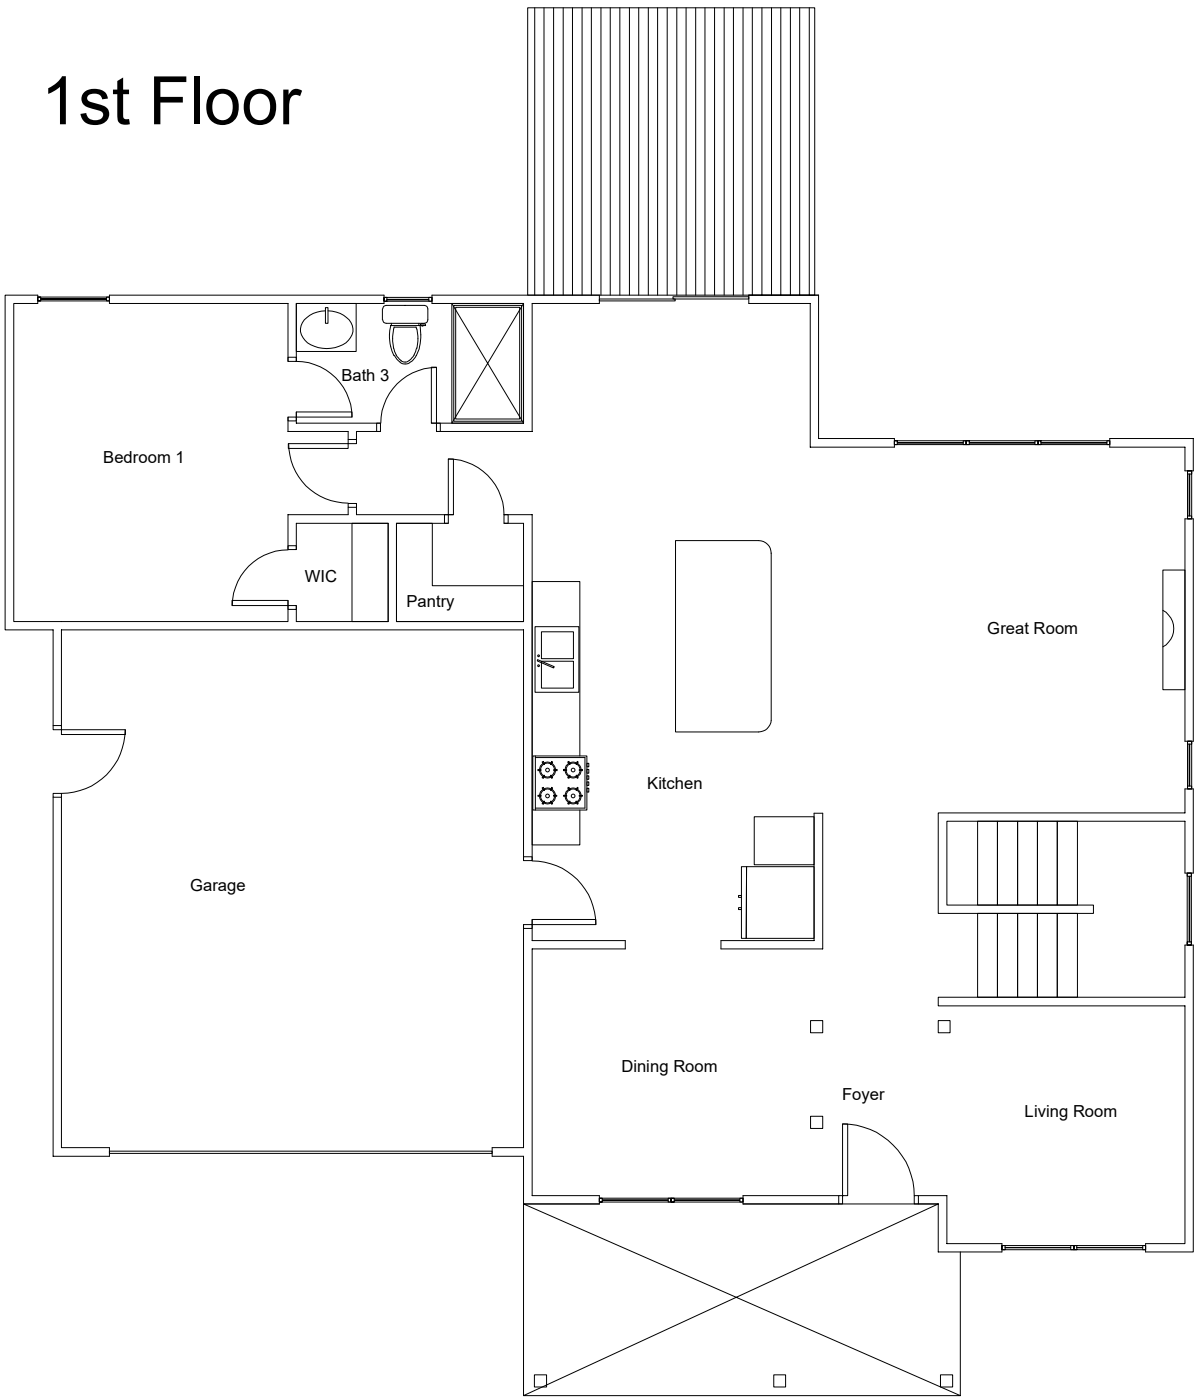 1st Floor
Bath 3
Bedroom 1
WIC
Pantry
Great Room
Kitchen
Garage
Dining Room
Foyer
Living Room